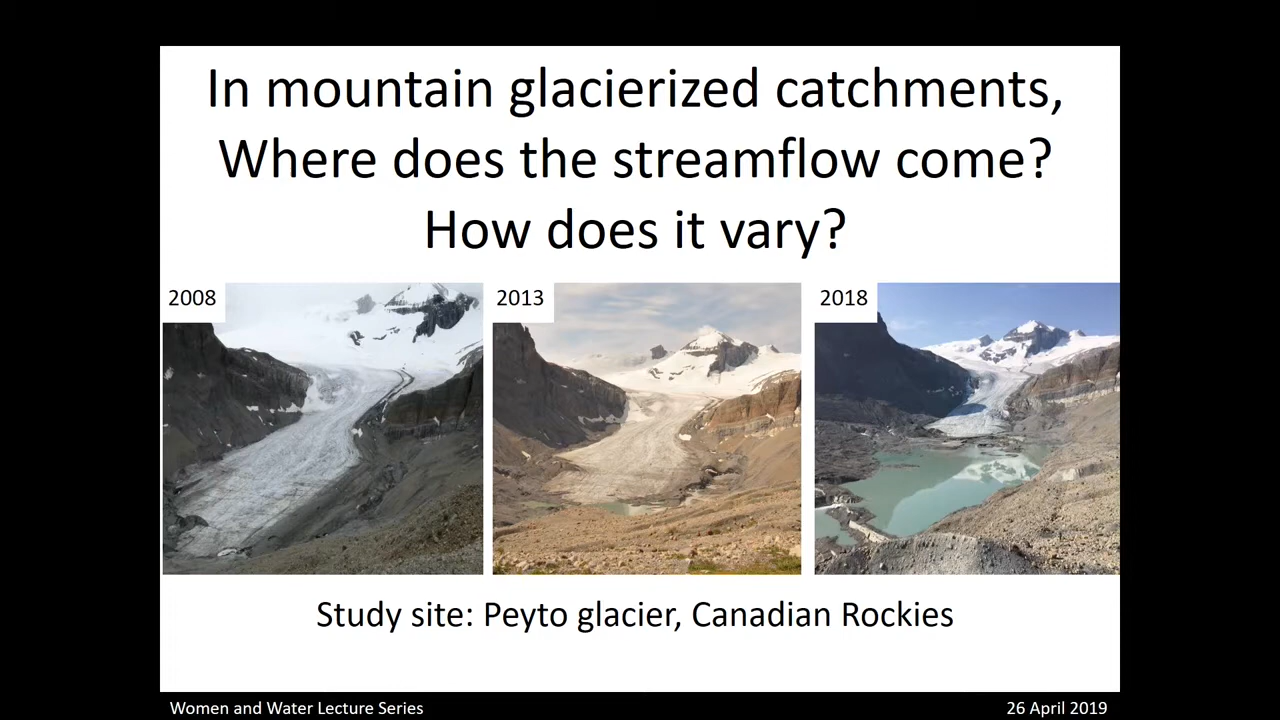 In mountain glacierized catchments,
Where does the streamflow come?
How does it vary?
2008
2013
2018
Study site: Peyto glacier, Canadian Rockies
Women and Water Lecture Series
26 April 2019